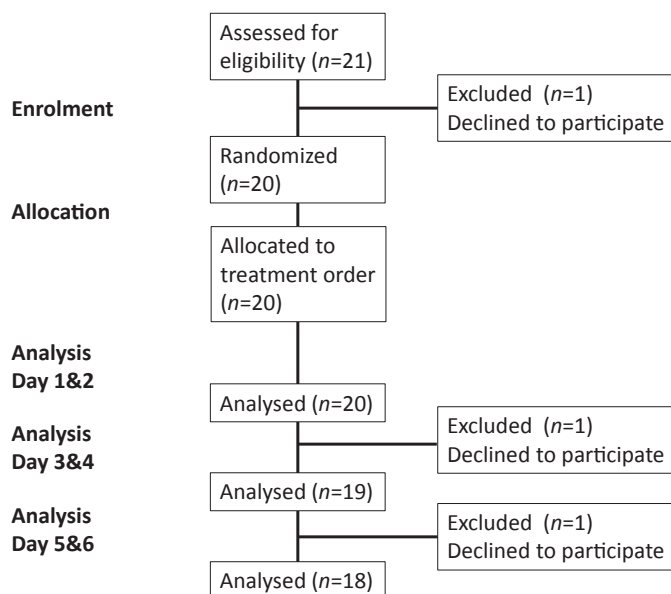 Assessed for
eligibility (n=21)
Enrolment
Excluded (n=1)
Declined to participate
Randomized
(n=20)
Allocation
Allocated to
treatment order
(n=20)
Analysis
Day 1&2
Analysed (n=20)
Analysis
Day 3&4
Excluded (n=1)
Declined to participate
Analysed (n=19)
Analysis
Day 5&6
Excluded (n=1)
Declined to participate
Analysed (n=18)